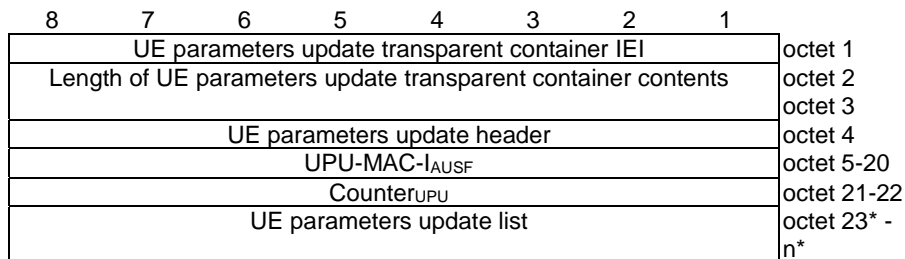 8 7 6 5 4 3 2 1
UE parameters update transparent container IEI octet 1
Length of UE parameters update transparent container contents octet 2
octet 3
UE parameters update header octet 4
UPU-MAC-IAUSF octet 5-20
CounterUPU octet 21-22
UE parameters update list octet 23* -
n*